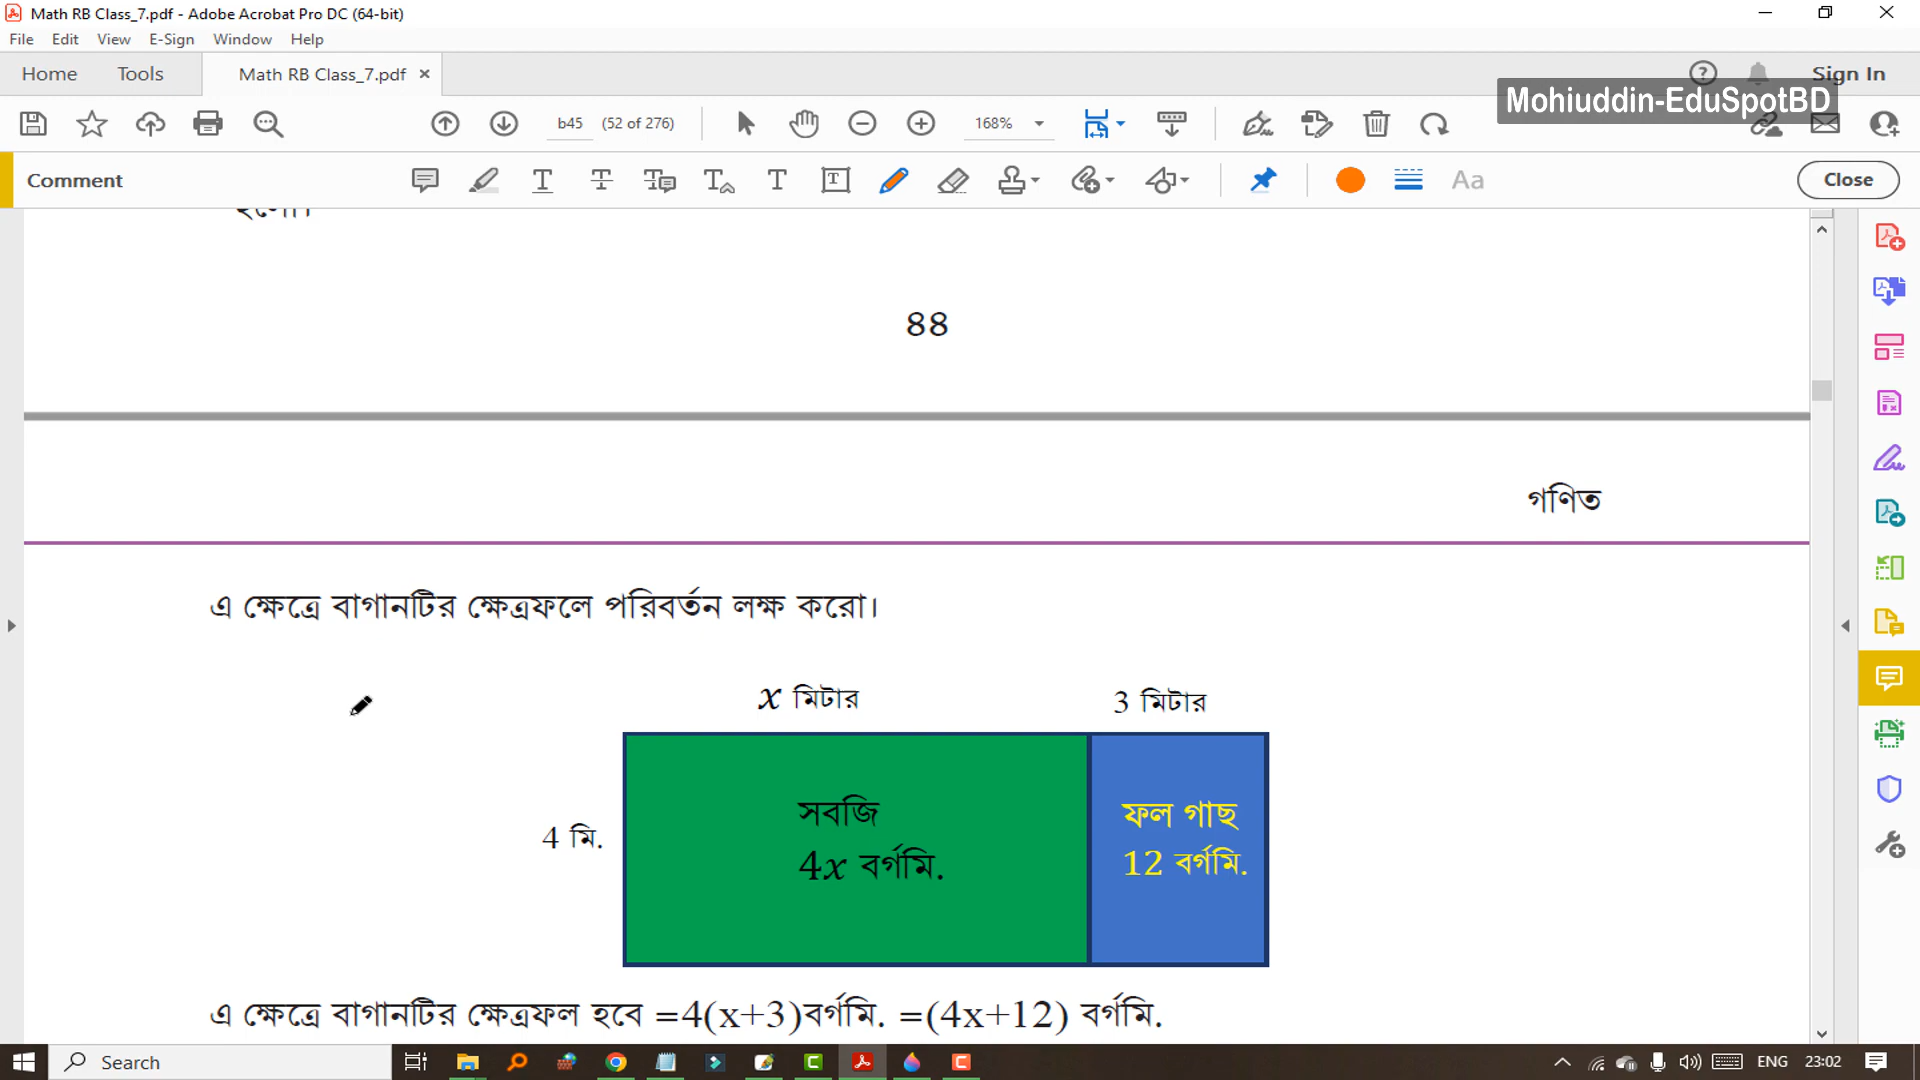 Math RB Class_7.pdf - Adobe Acrobat Pro DC (64-bit)
File Edit View E-Sign Window Help
Home Tools Math RB Class_7.pdf × Sign In
Mohiuddin-EduSpotBD
b45 (52 of 276) 168%
Comment Aa Close
হলো।
৪৪
গণিত
এ ক্ষেত্রে বাগানটির ক্ষেত্রফলে পরিবর্তন লক্ষ করো।
x মিটার 3 মিটার
4 মি.
সবজি
4x বর্গমি.
ফল গাছ
12 বর্গমি.
এ ক্ষেত্রে বাগানটির ক্ষেত্রফল হবে =4(x+3)বর্গমি. =(4x+12) বর্গমি.
Search ENG 23:02